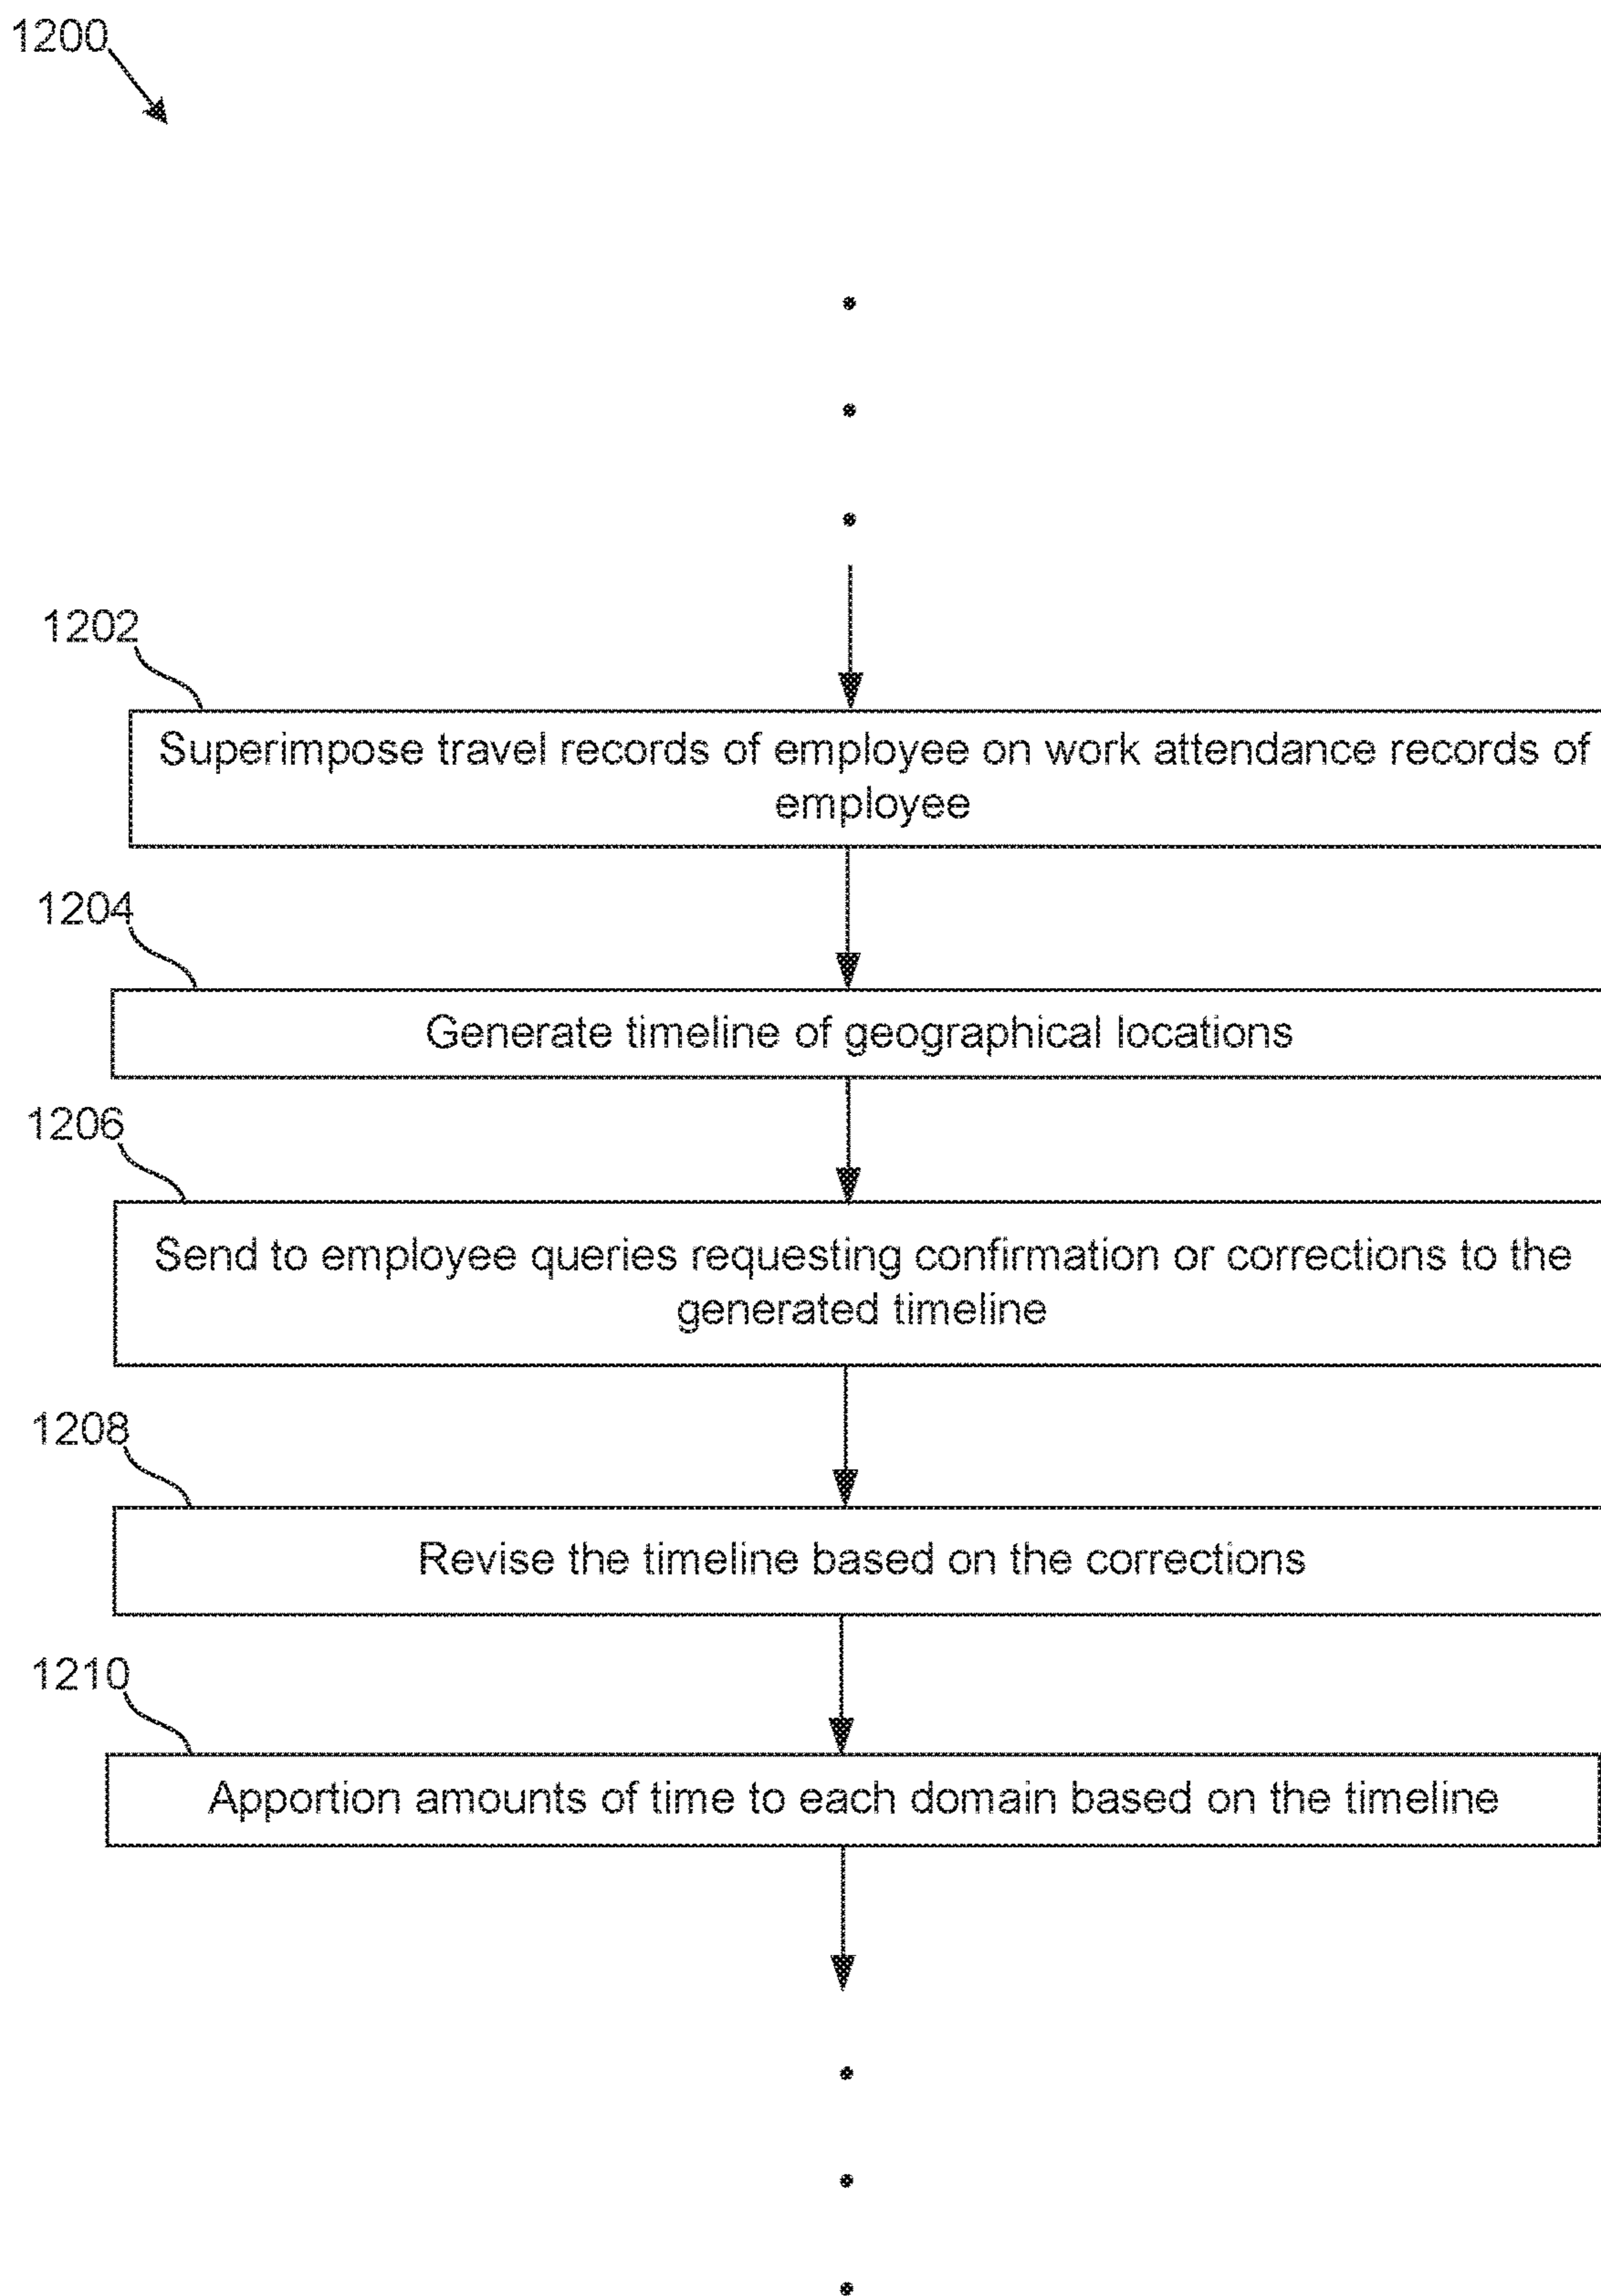 1200
1202
Superimpose travel records of employee on work attendance records of
employee
1204
Generate timeline of geographical locations
1206
Send to employee queries requesting confirmation or corrections to the
generated timeline
1208
Revise the timeline based on the corrections
1210
Apportion amounts of time to each domain based on the timeline